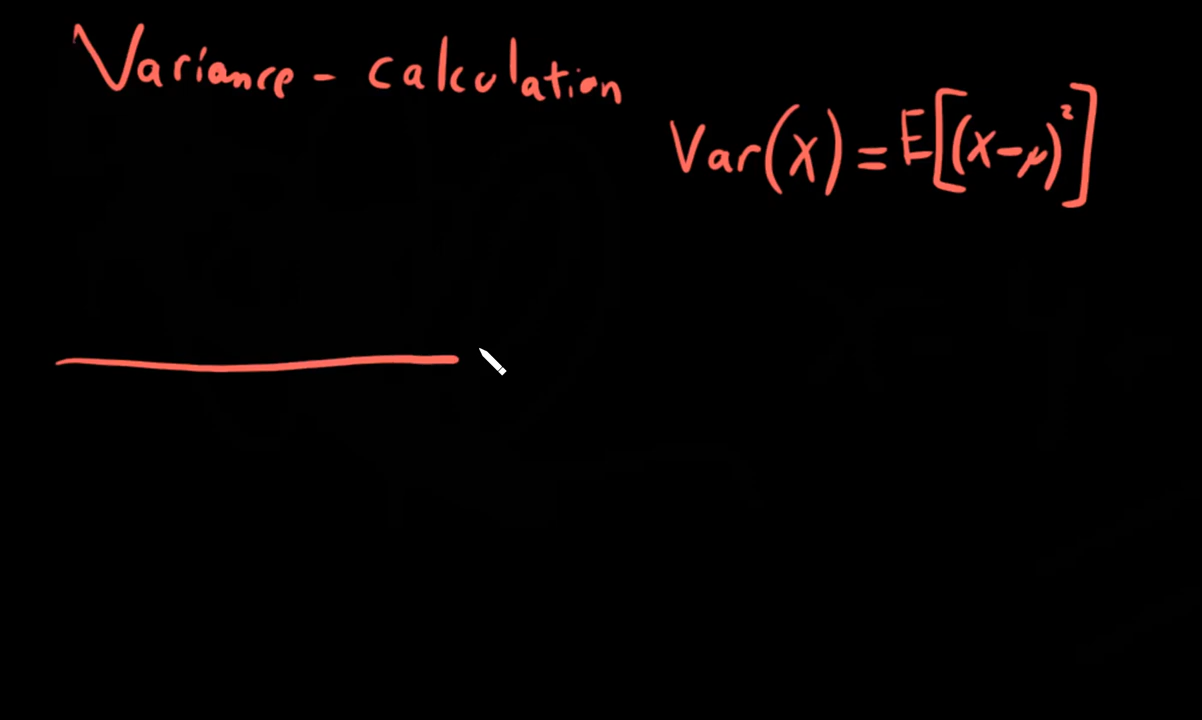 Variance - calculation
Var(X) = E[(X-μ)²]